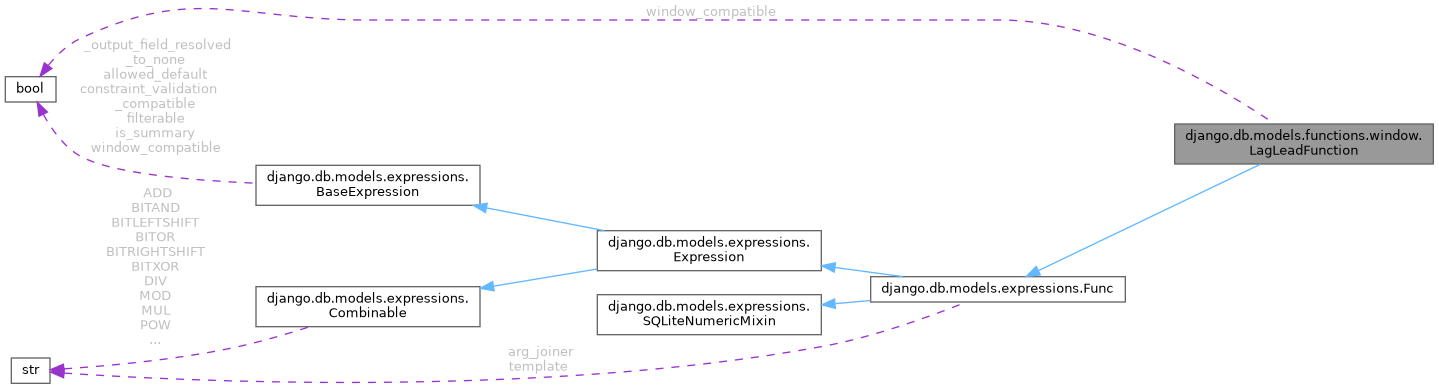 window_compatible
_output_field_resolved
_to_none
allowed_default
constraint_validation
_compatible
filterable
is_summary
window_compatible
bool
django.db.models.functions.window.
LagLeadFunction
django.db.models.expressions.
BaseExpression
ADD
BITAND
BITLEFTSHIFT
BITOR
BITRIGHTSHIFT
BITXOR
DIV
MOD
MUL
POW
...
django.db.models.expressions.
Expression
django.db.models.expressions.Func
django.db.models.expressions.
Combinable
django.db.models.expressions.
SQLiteNumericMixin
arg_joiner
template
str